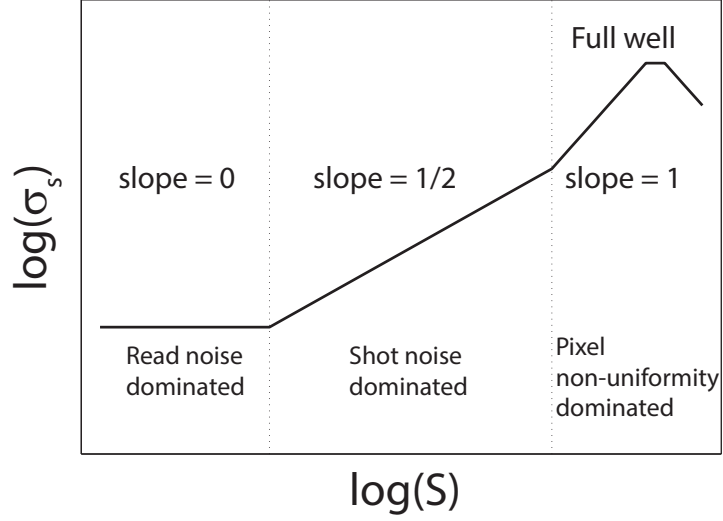 Full well
slope = 0
slope = 1/2
slope = 1
log(σₛ)
Read noise
dominated
Shot noise
dominated
Pixel
non-uniformity
dominated
log(S)